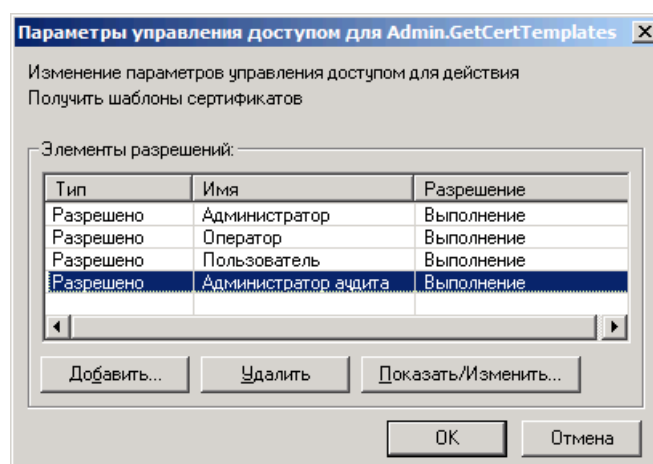 Параметры управления доступом для Admin.GetCertTemplates
Изменение параметров управления доступом для действия
Получить шаблоны сертификатов
Элементы разрешений:
Тип Имя Разрешение
Разрешено Администратор Выполнение
Разрешено Оператор Выполнение
Разрешено Пользователь Выполнение
Разрешено Администратор аудита Выполнение
Добавить... Удалить Показать/Изменить...
OK Отмена